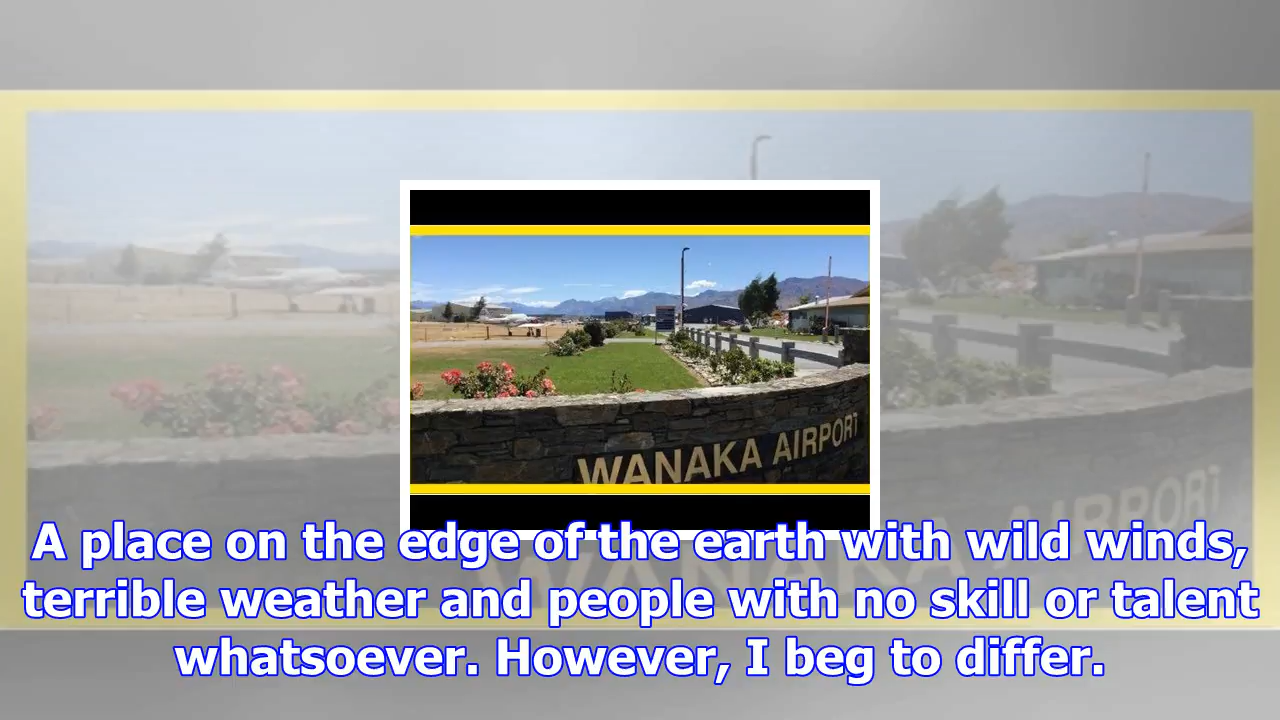 WANAKA AIRPORT
A place on the edge of the earth with wild winds,
terrible weather and people with no skill or talent
whatsoever. However, I beg to differ.